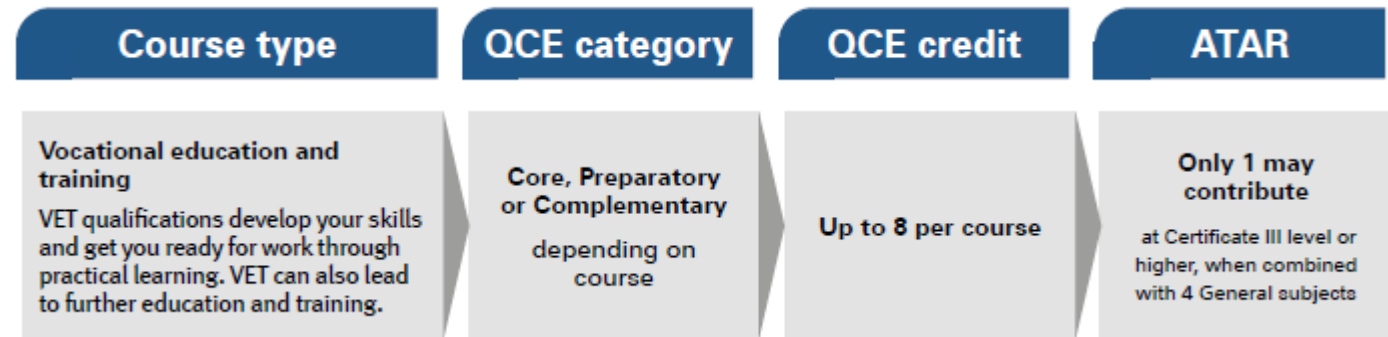 Course type
QCE category
QCE credit
ATAR
Vocational education and
training
VET qualifications develop your skills
and get you ready for work through
practical learning. VET can also lead
to further education and training.
Core, Preparatory
or Complementary
depending on
course
Up to 8 per course
Only 1 may
contribute
at Certificate III level or
higher, when combined
with 4 General subjects